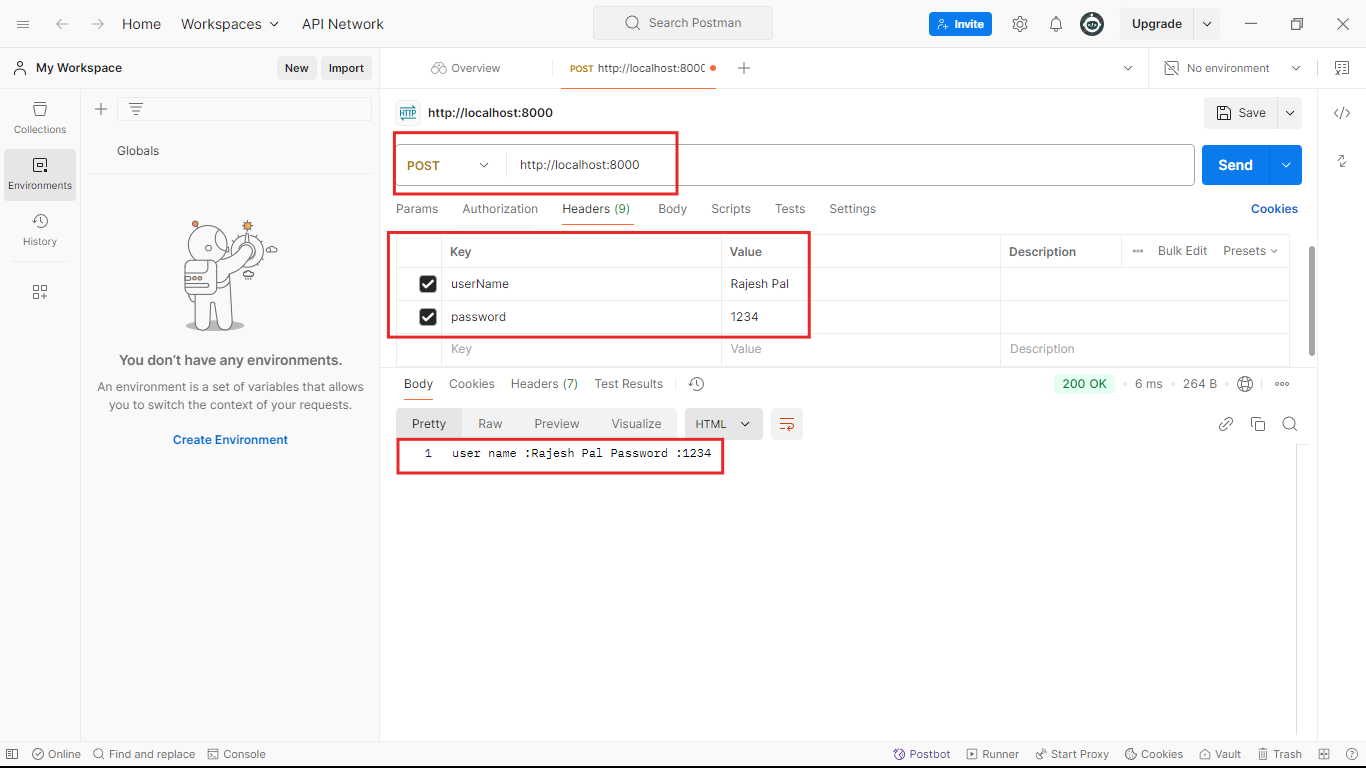 Home Workspaces API Network Search Postman Invite Upgrade
My Workspace New Import Overview POST http://localhost:8000 No environment
Collections
Environments
History
Globals
You don't have any environments.
An environment is a set of variables that allows
you to switch the context of your requests.
Create Environment
HTTP http://localhost:8000 Save
POST http://localhost:8000 Send
Params Authorization Headers (9) Body Scripts Tests Settings Cookies
Key Value Description Bulk Edit Presets
userName Rajesh Pal
password 1234
Key Value Description
Body Cookies Headers (7) Test Results 200 OK 6 ms 264 B
Pretty Raw Preview Visualize HTML
1 user name :Rajesh Pal Password :1234
Online Find and replace Console Postbot Runner Start Proxy Cookies Vault Trash